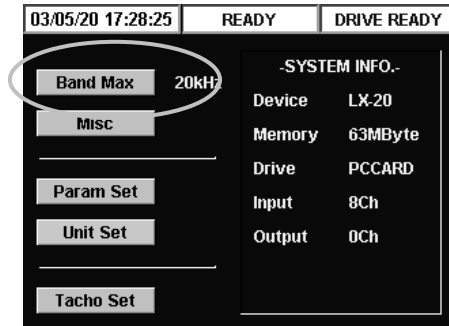 03/05/20 17:28:25 READY DRIVE READY
Band Max 20kHz
Misc
Param Set
Unit Set
Tacho Set
-SYSTEM INFO.-
Device LX-20
Memory 63MByte
Drive PCCARD
Input 8Ch
Output 0Ch